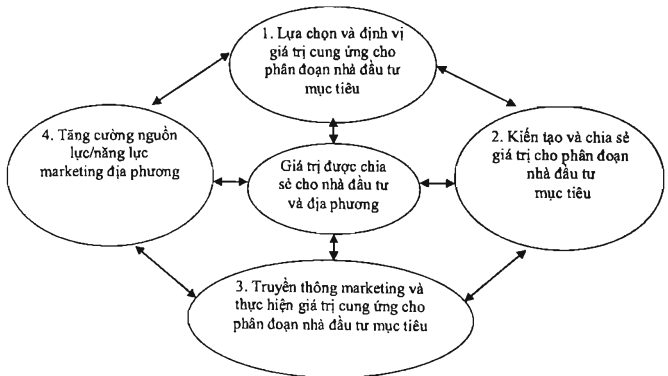 1. Lựa chọn và định vị
giá trị cung ứng cho
phân đoạn nhà đầu tư
mục tiêu
4. Tăng cường nguồn
lực/năng lực
marketing địa phương
Giá trị được chia
sẻ cho nhà đầu tư
và địa phương
2. Kiến tạo và chia sẻ
giá trị cho phân đoạn
nhà đầu tư
mục tiêu
3. Truyền thông marketing và
thực hiện giá trị cung ứng cho
phân đoạn nhà đầu tư mục tiêu